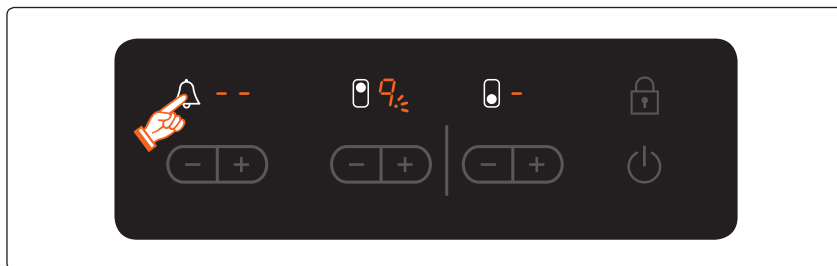 - - 9. -
- + - + - +